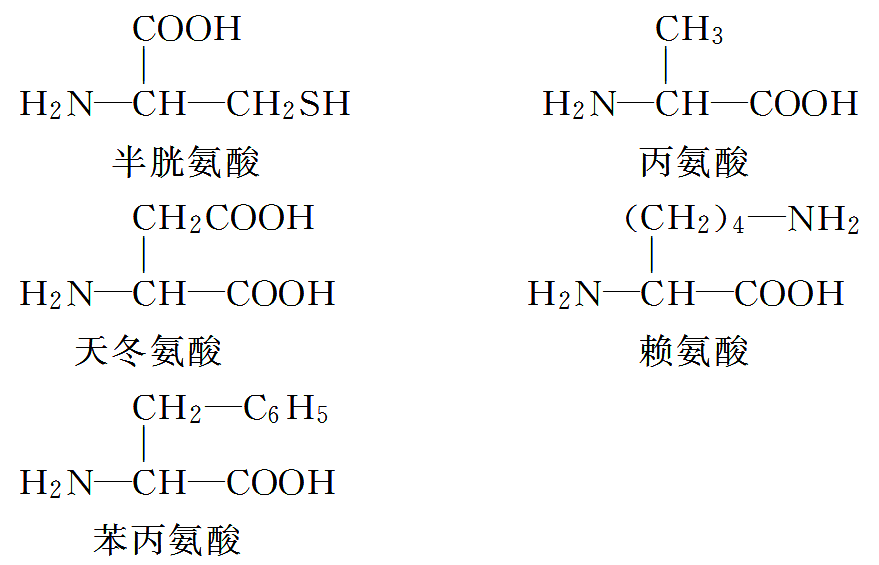 COOH CH₃
H₂N—CH—CH₂SH H₂N—CH—COOH
半胱氨酸 丙氨酸
CH₂COOH (CH₂)₄—NH₂
H₂N—CH—COOH H₂N—CH—COOH
天冬氨酸 赖氨酸
CH₂—C₆H₅
H₂N—CH—COOH
苯丙氨酸